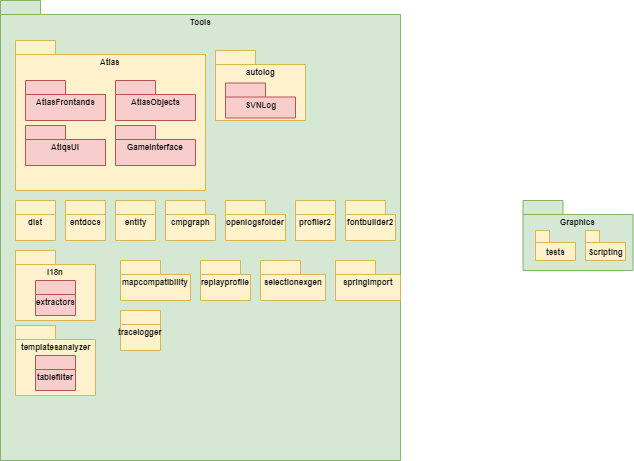 Tools
Atlas
autolog
AtlasFrontands
AtlasObjects
SVNLog
AtlqsUI
GameInterface
dist
entdocs
entity
cmpgraph
openlogsfolder
profiler2
fontbuilder2
Graphics
tests
Scripting
i18n
mapcompatibility
replayprofile
selectionexgen
springimport
extractors
tracelogger
templatesanalyzer
tablefilter